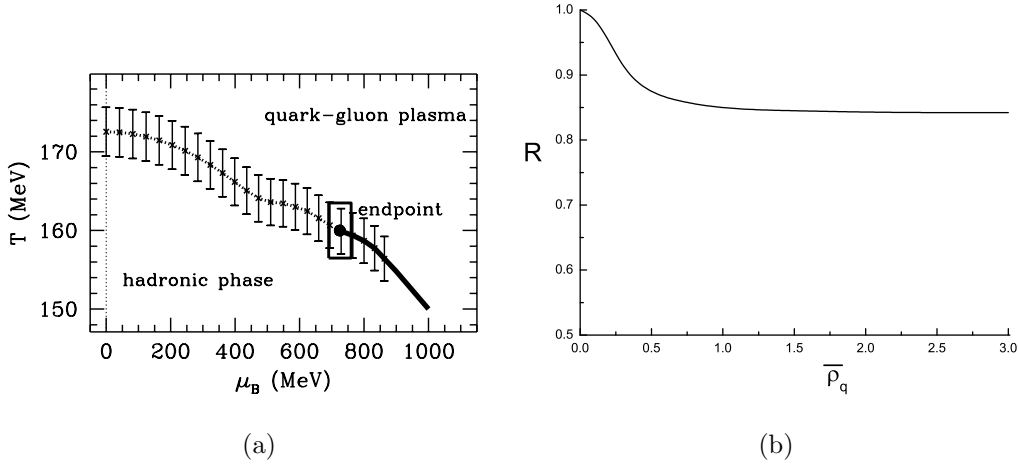 quark-gluon plasma
170
T (MeV)
160
endpoint
hadronic phase
150
0 200 400 600 800 1000
μB (MeV)
(a)
1.0
0.9
0.8
R
0.7
0.6
0.5
0.0 0.5 1.0 1.5 2.0 2.5 3.0
ρ̅q
(b)